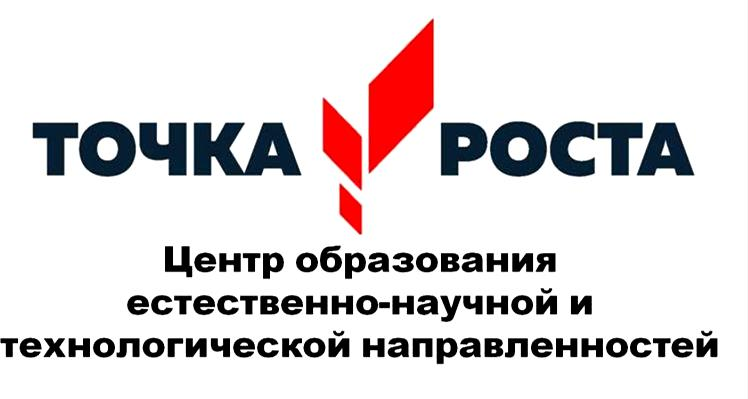 ТОЧКА РОСТА
Центр образования
естественно-научной и
технологической направленностей